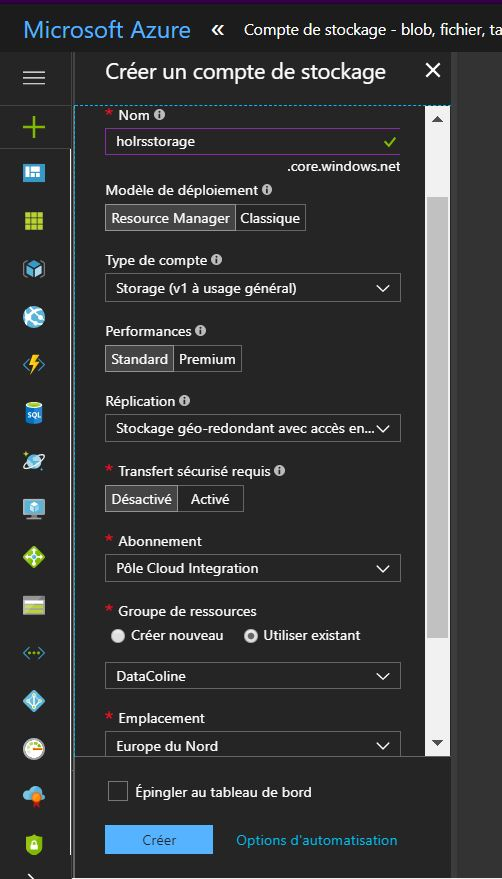 Microsoft Azure « Compte de stockage - blob, fichier, ta
Créer un compte de stockage
* Nom
holrsstorage
.core.windows.net
Modèle de déploiement
Resource Manager Classique
Type de compte
Storage (v1 à usage général)
Performances
Standard Premium
Réplication
Stockage géo-redondant avec accès en...
* Transfert sécurisé requis
Désactivé Activé
* Abonnement
Pôle Cloud Integration
* Groupe de ressources
Créer nouveau Utiliser existant
DataColine
* Emplacement
Europe du Nord
Épingler au tableau de bord
Créer Options d'automatisation